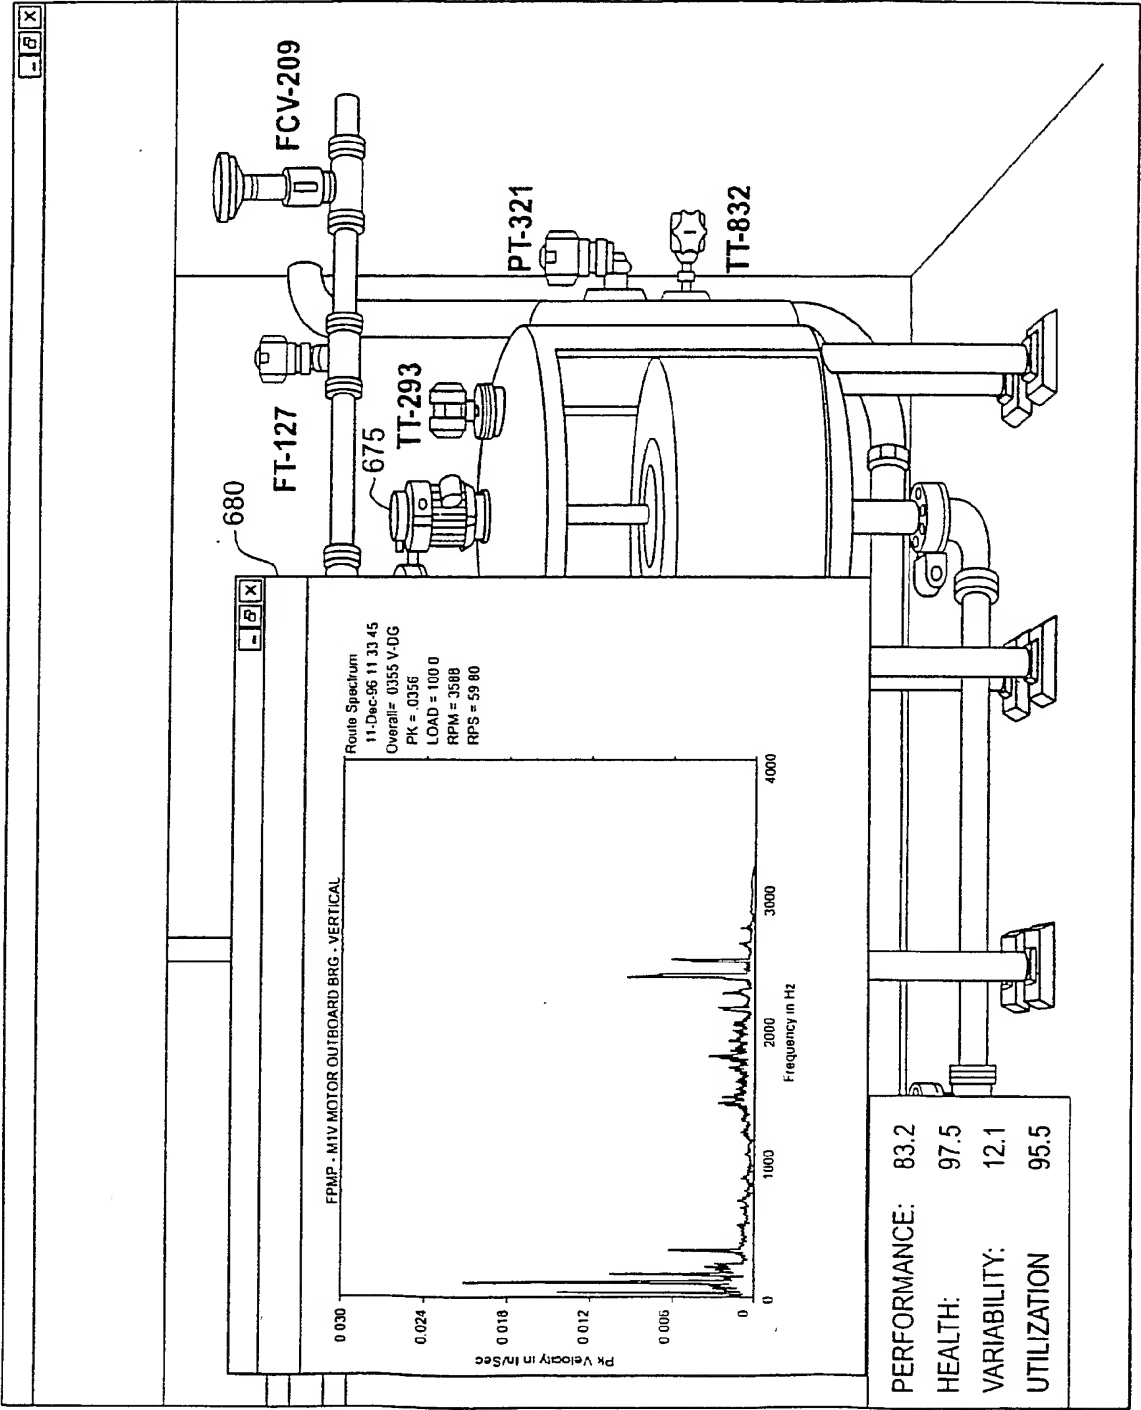 FCV-209
FT-127
680
PT-321
TT-293
675
TT-832
FPMP - M1V MOTOR OUTBOARD BRG - VERTICAL
Route Spectrum
11-Dec-96 11 33 45
Overall= 0355 V-DG
PK = .0356
LOAD = 100 0
RPM = 3588
RPS = 59 80
Pk Velocity in In/Sec
0 030
0.024
0 018
0 012
0 006
0
0
1000
2000
3000
4000
Frequency in Hz
PERFORMANCE: 83.2
HEALTH: 97.5
VARIABILITY: 12.1
UTILIZATION 95.5